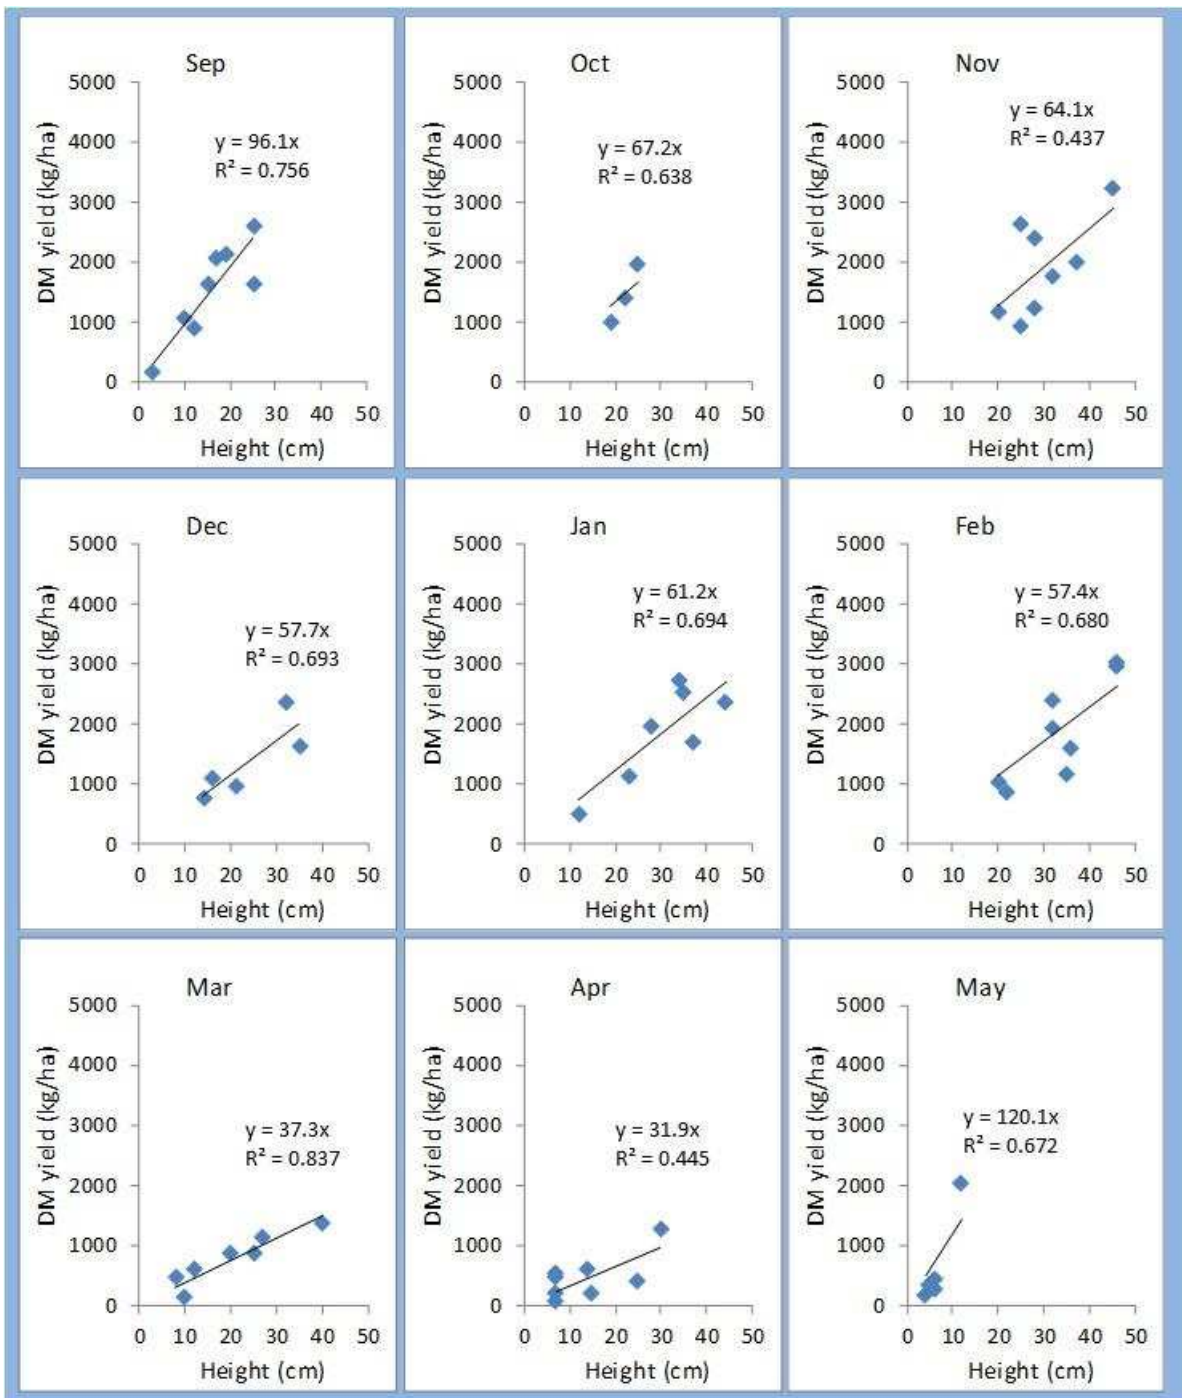 Sep
5000
4000
3000
2000
1000
0
DM yield (kg/ha)
y = 96.1x
R² = 0.756
0 10 20 30 40 50
Height (cm)
Oct
5000
4000
3000
2000
1000
0
DM yield (kg/ha)
y = 67.2x
R² = 0.638
0 10 20 30 40 50
Height (cm)
Nov
5000
4000
3000
2000
1000
0
DM yield (kg/ha)
y = 64.1x
R² = 0.437
0 10 20 30 40 50
Height (cm)
Dec
5000
4000
3000
2000
1000
0
DM yield (kg/ha)
y = 57.7x
R² = 0.693
0 10 20 30 40 50
Height (cm)
Jan
5000
4000
3000
2000
1000
0
DM yield (kg/ha)
y = 61.2x
R² = 0.694
0 10 20 30 40 50
Height (cm)
Feb
5000
4000
3000
2000
1000
0
DM yield (kg/ha)
y = 57.4x
R² = 0.680
0 10 20 30 40 50
Height (cm)
Mar
5000
4000
3000
2000
1000
0
DM yield (kg/ha)
y = 37.3x
R² = 0.837
0 10 20 30 40 50
Height (cm)
Apr
5000
4000
3000
2000
1000
0
DM yield (kg/ha)
y = 31.9x
R² = 0.445
0 10 20 30 40 50
Height (cm)
May
5000
4000
3000
2000
1000
0
DM yield (kg/ha)
y = 120.1x
R² = 0.672
0 10 20 30 40 50
Height (cm)